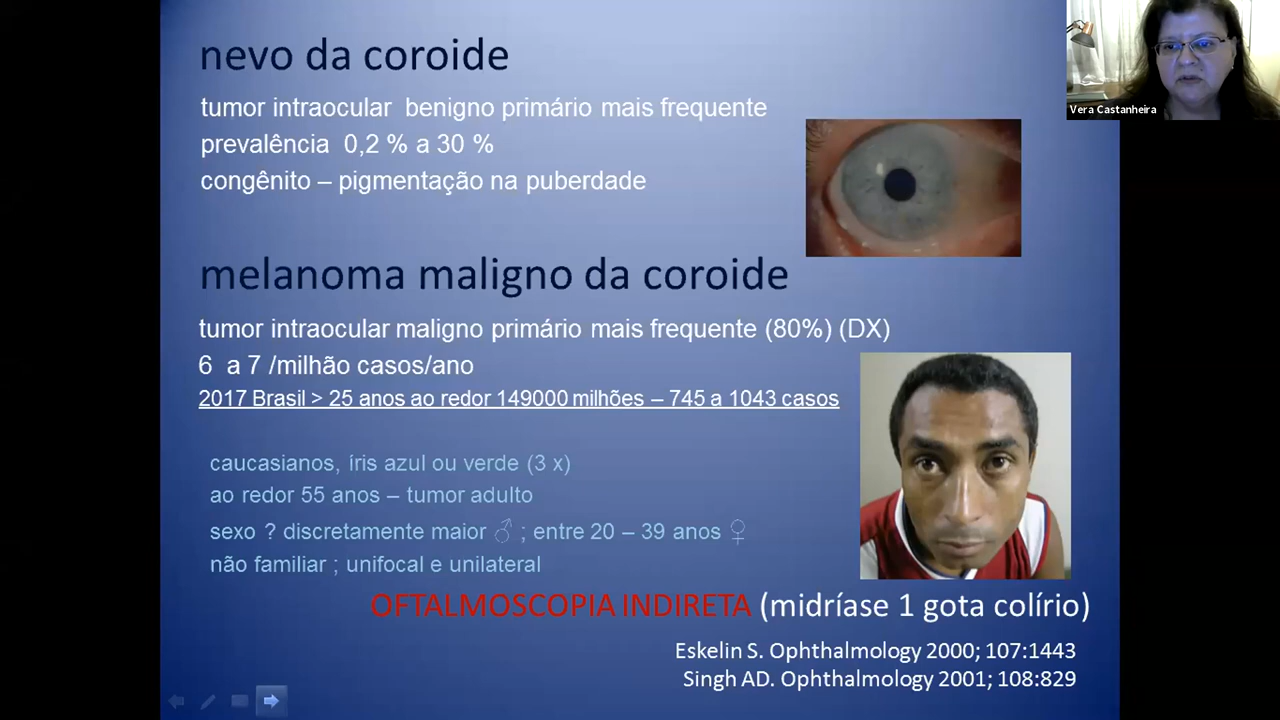 nevo da coroide
tumor intraocular benigno primário mais frequente
prevalência 0,2 % a 30 %
congênito – pigmentação na puberdade
melanoma maligno da coroide
tumor intraocular maligno primário mais frequente (80%) (DX)
6 a 7 /milhão casos/ano
2017 Brasil > 25 anos ao redor 149000 milhões – 745 a 1043 casos
caucasianos, íris azul ou verde (3 x)
ao redor 55 anos – tumor adulto
sexo ? discretamente maior ♂ ; entre 20 – 39 anos ♀
não familiar ; unifocal e unilateral
OFTALMOSCOPIA INDIRETA (midríase 1 gota colírio)
Eskelin S. Ophthalmology 2000; 107:1443
Singh AD. Ophthalmology 2001; 108:829
Vera Castanheira